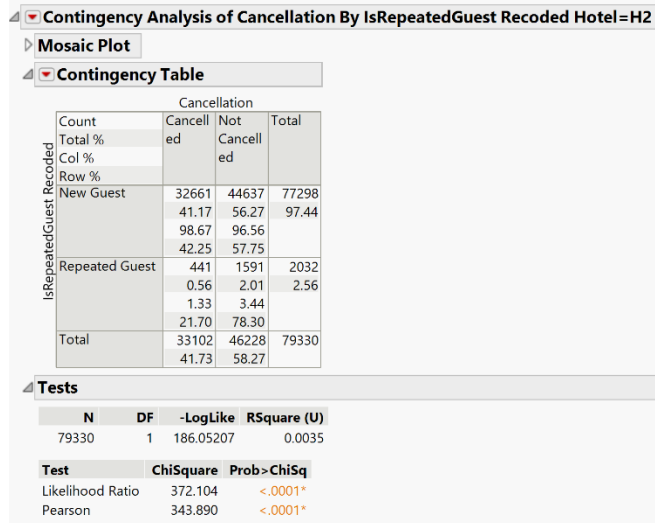 Contingency Analysis of Cancellation By IsRepeatedGuest Recoded Hotel=H2
Mosaic Plot
Contingency Table
Cancellation
IsRepeatedGuest Recoded
Count Cancell Not Total
Total % ed Cancell
Col % ed
Row %
New Guest 32661 44637 77298
41.17 56.27 97.44
98.67 96.56
42.25 57.75
Repeated Guest 441 1591 2032
0.56 2.01 2.56
1.33 3.44
21.70 78.30
Total 33102 46228 79330
41.73 58.27
Tests
N DF -LogLike RSquare (U)
79330 1 186.05207 0.0035
Test ChiSquare Prob>ChiSq
Likelihood Ratio 372.104 <.0001*
Pearson 343.890 <.0001*